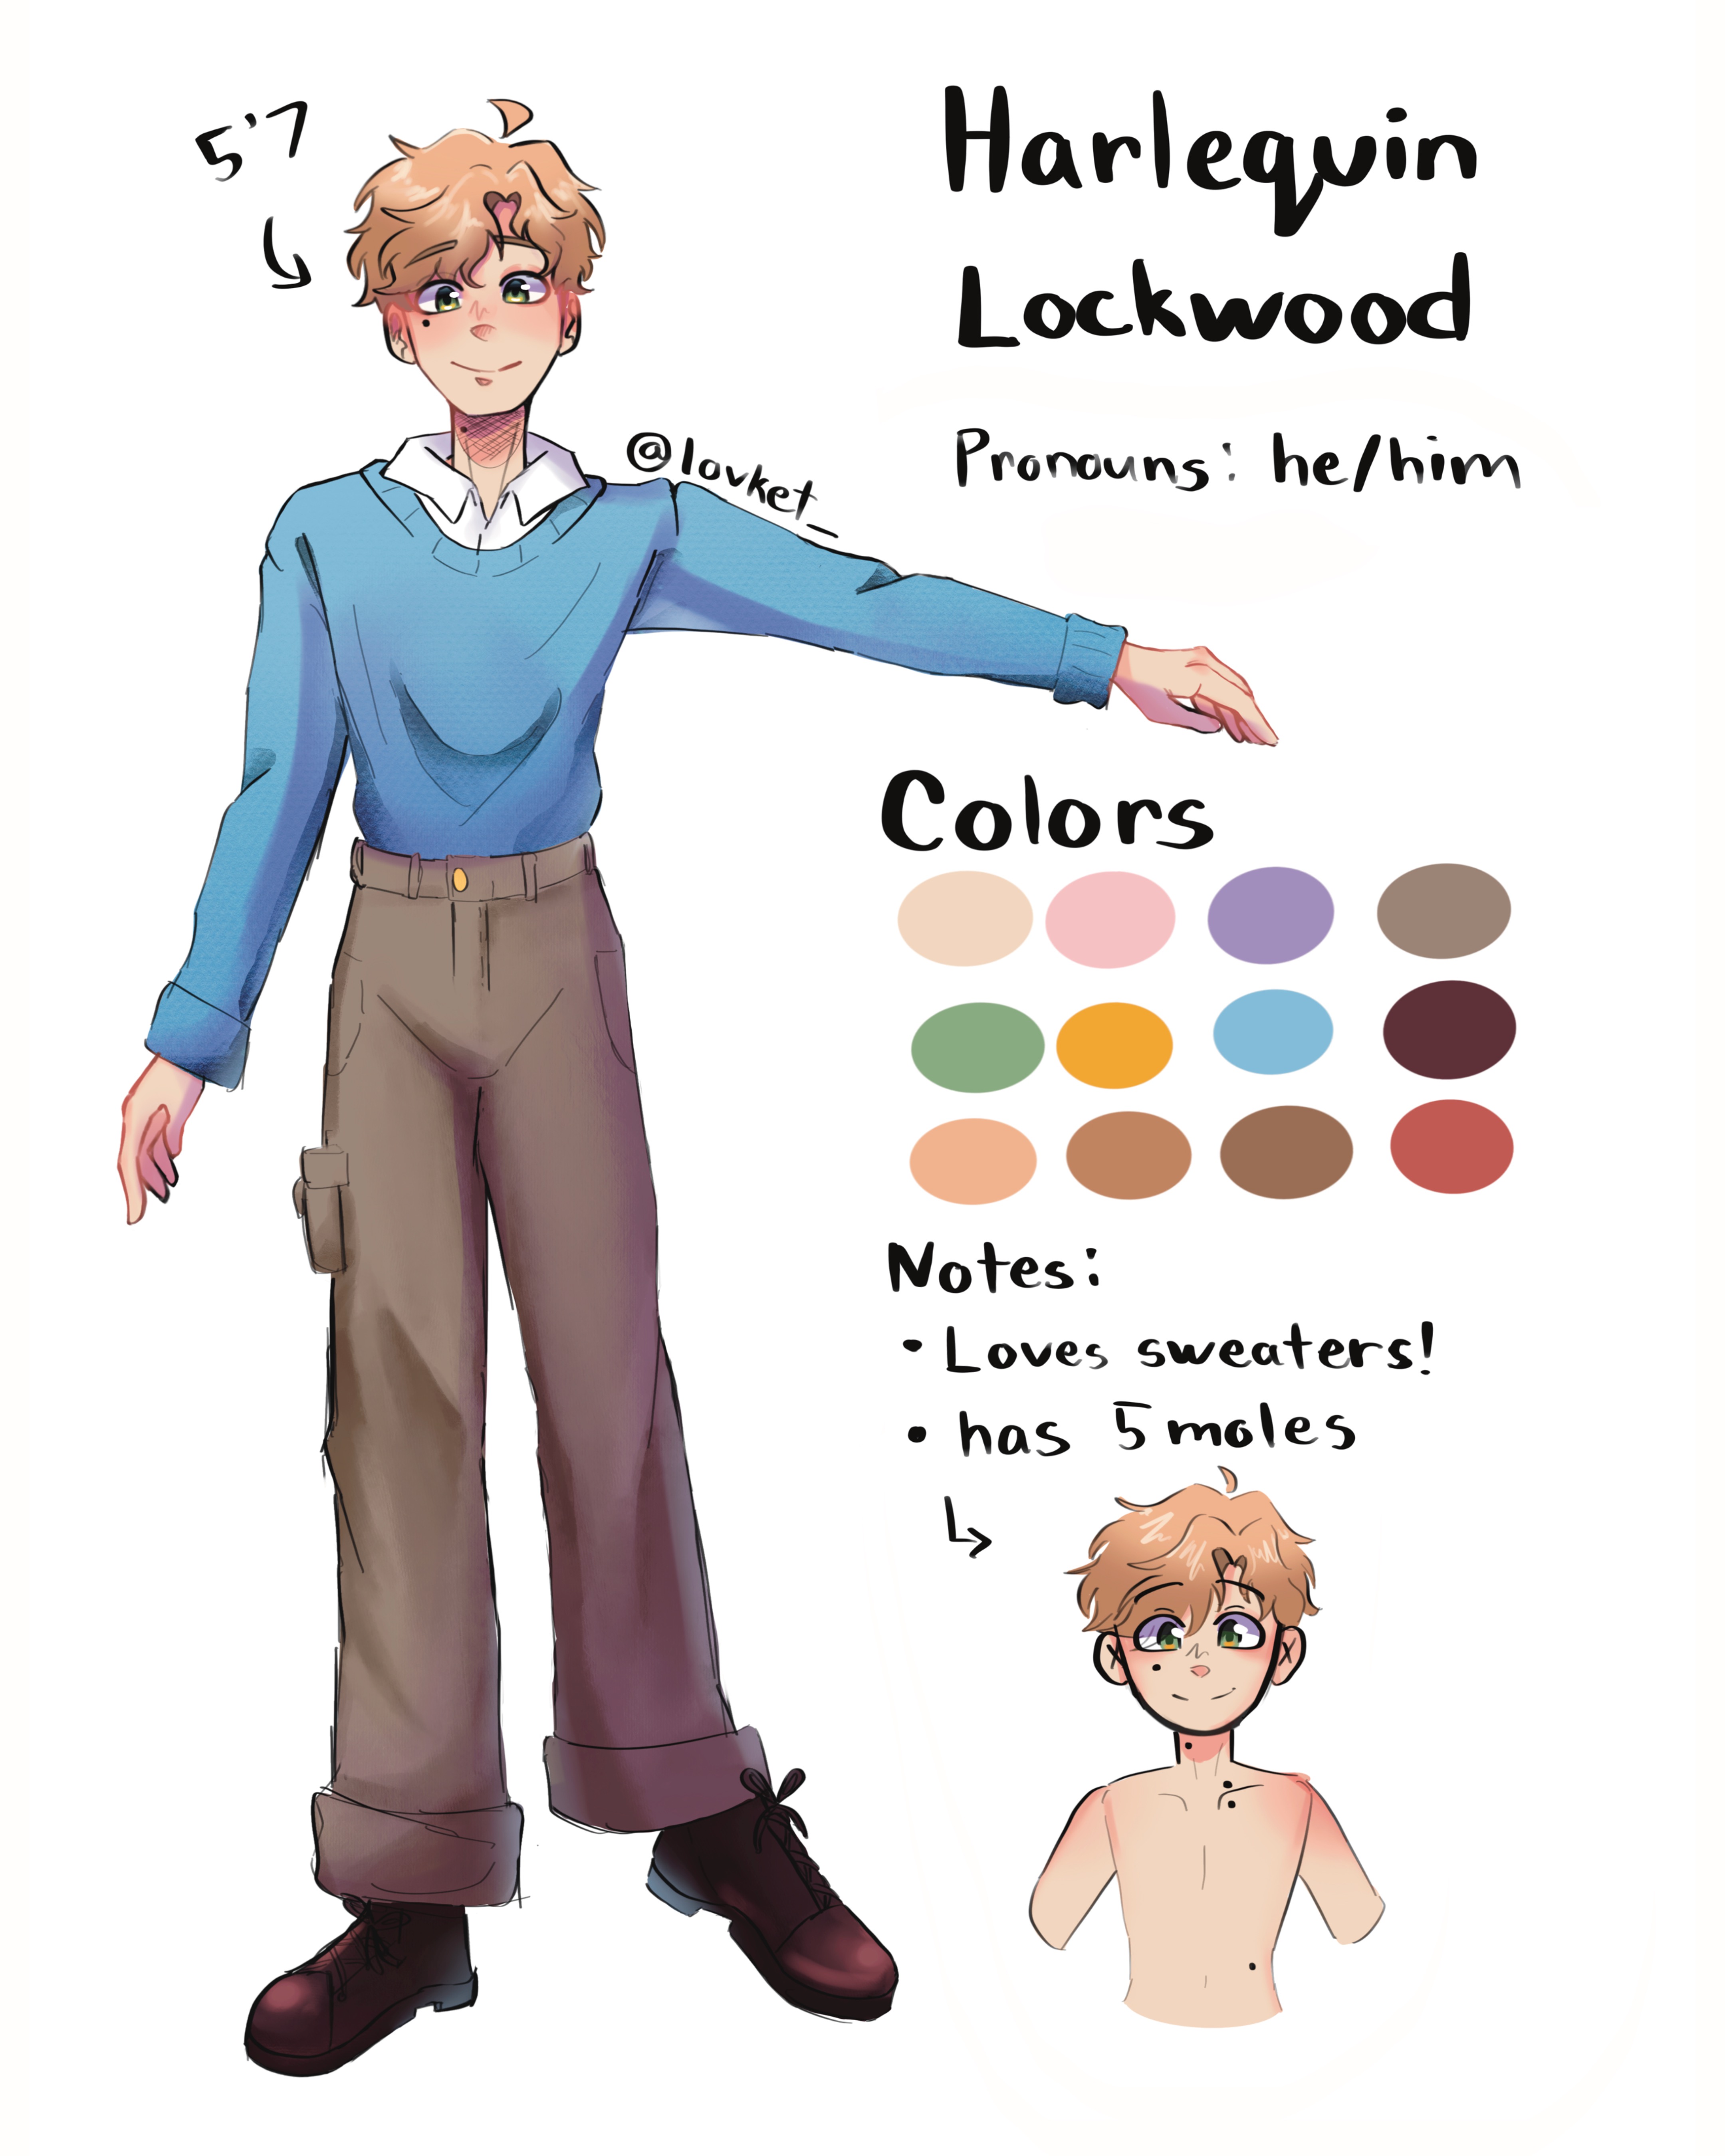 5'7
Harlequin
Lockwood
Pronouns: he/him
@lovket_
Colors
Notes:
• Loves sweaters!
• has 5 moles